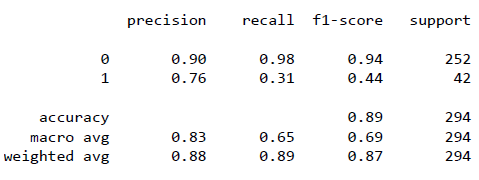 precision recall f1-score support
0 0.90 0.98 0.94 252
1 0.76 0.31 0.44 42
accuracy 0.89 294
macro avg 0.83 0.65 0.69 294
weighted avg 0.88 0.89 0.87 294